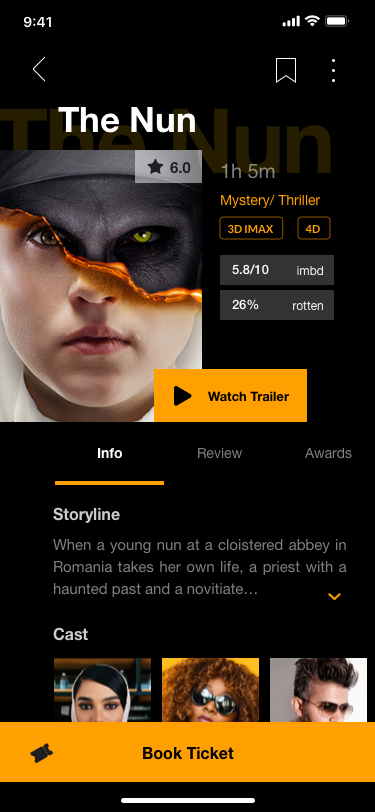 9:41
The Nun
The Nun
6.0
1h 5m
Mystery/ Thriller
3D IMAX
4D
5.8/10 imbd
26% rotten
Watch Trailer
Info Review Awards
Storyline
When a young nun at a cloistered abbey in
Romania takes her own life, a priest with a
haunted past and a novitiate...
Cast
Book Ticket